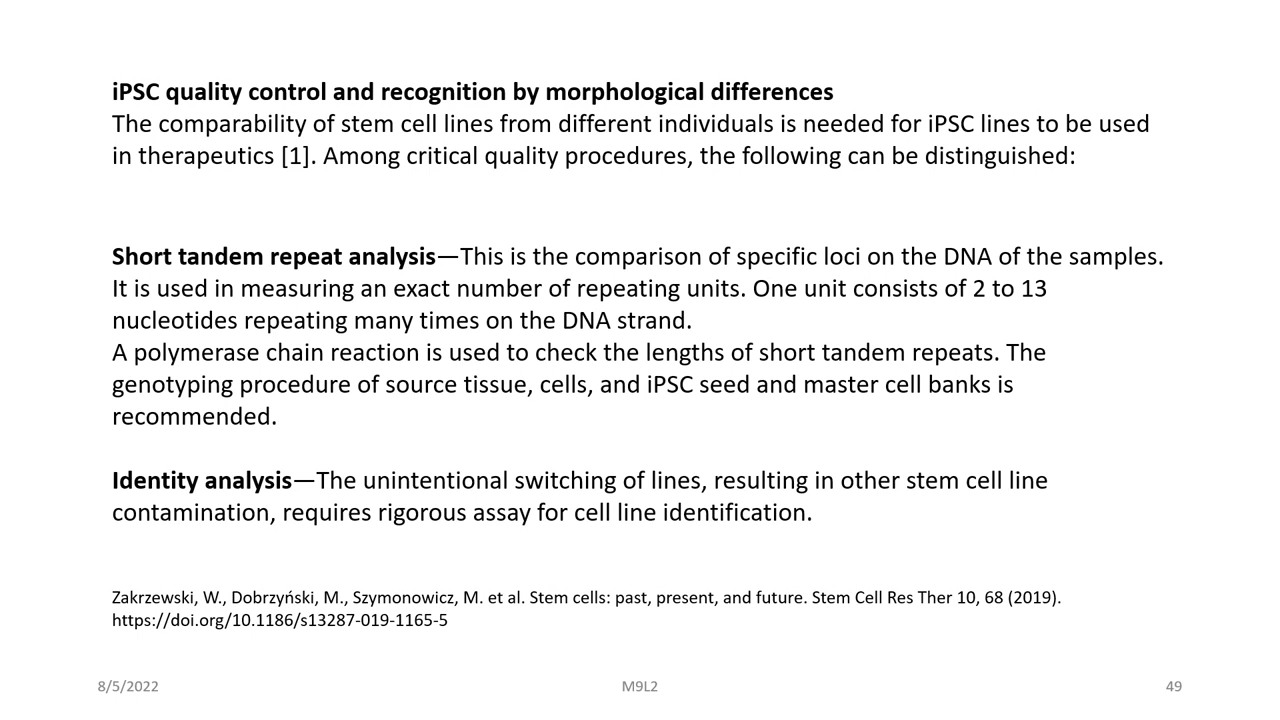 iPSC quality control and recognition by morphological differences
The comparability of stem cell lines from different individuals is needed for iPSC lines to be used
in therapeutics [1]. Among critical quality procedures, the following can be distinguished:
Short tandem repeat analysis—This is the comparison of specific loci on the DNA of the samples.
It is used in measuring an exact number of repeating units. One unit consists of 2 to 13
nucleotides repeating many times on the DNA strand.
A polymerase chain reaction is used to check the lengths of short tandem repeats. The
genotyping procedure of source tissue, cells, and iPSC seed and master cell banks is
recommended.
Identity analysis—The unintentional switching of lines, resulting in other stem cell line
contamination, requires rigorous assay for cell line identification.
Zakrzewski, W., Dobrzyński, M., Szymonowicz, M. et al. Stem cells: past, present, and future. Stem Cell Res Ther 10, 68 (2019).
https://doi.org/10.1186/s13287-019-1165-5
8/5/2022 M9L2 49